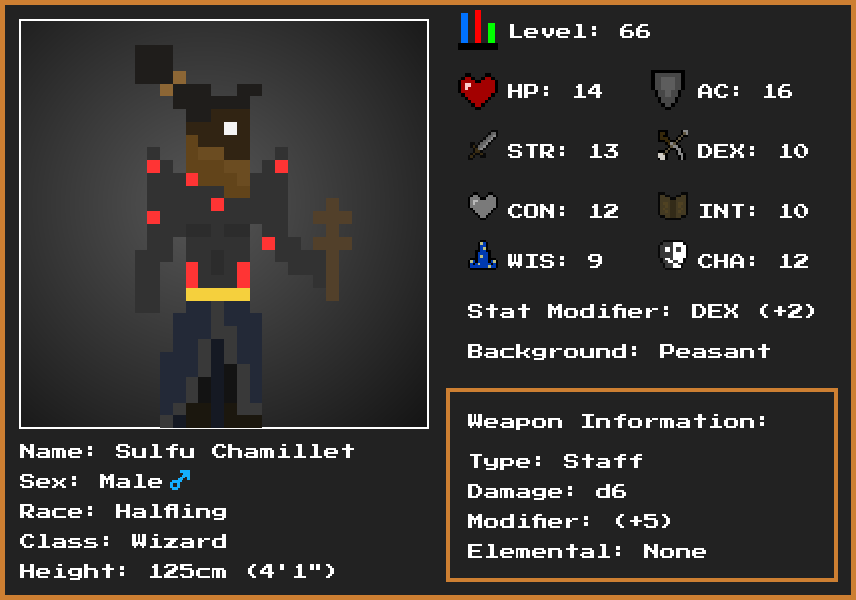 Level: 66
HP: 14 AC: 16
STR: 13 DEX: 10
CON: 12 INT: 10
WIS: 9 CHA: 12
Stat Modifier: DEX (+2)
Background: Peasant
Weapon Information:
Type: Staff
Damage: d6
Modifier: (+5)
Elemental: None
Name: Sulfu Chamillet
Sex: Male ♂
Race: Halfling
Class: Wizard
Height: 125cm (4'1")